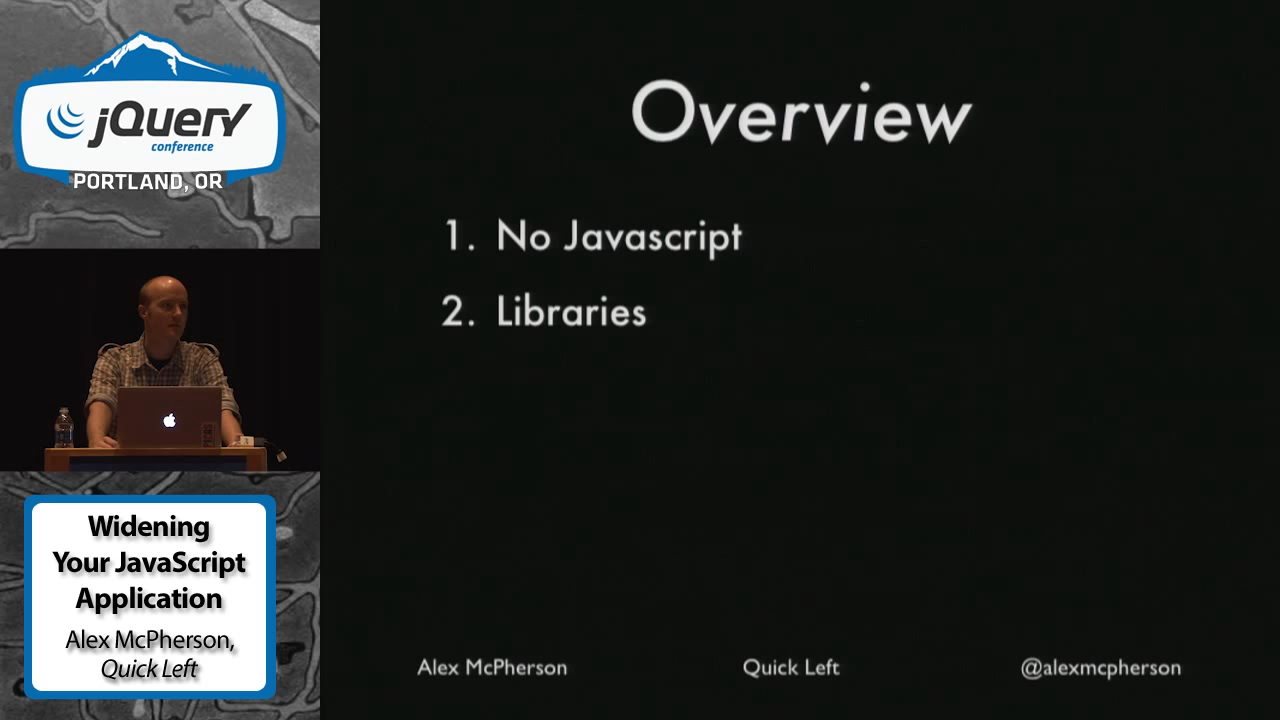 jQuery
conference
PORTLAND, OR
Widening
Your JavaScript
Application
Alex McPherson,
Quick Left
Overview
1. No Javascript
2. Libraries
Alex McPherson
Quick Left
@alexmcpherson